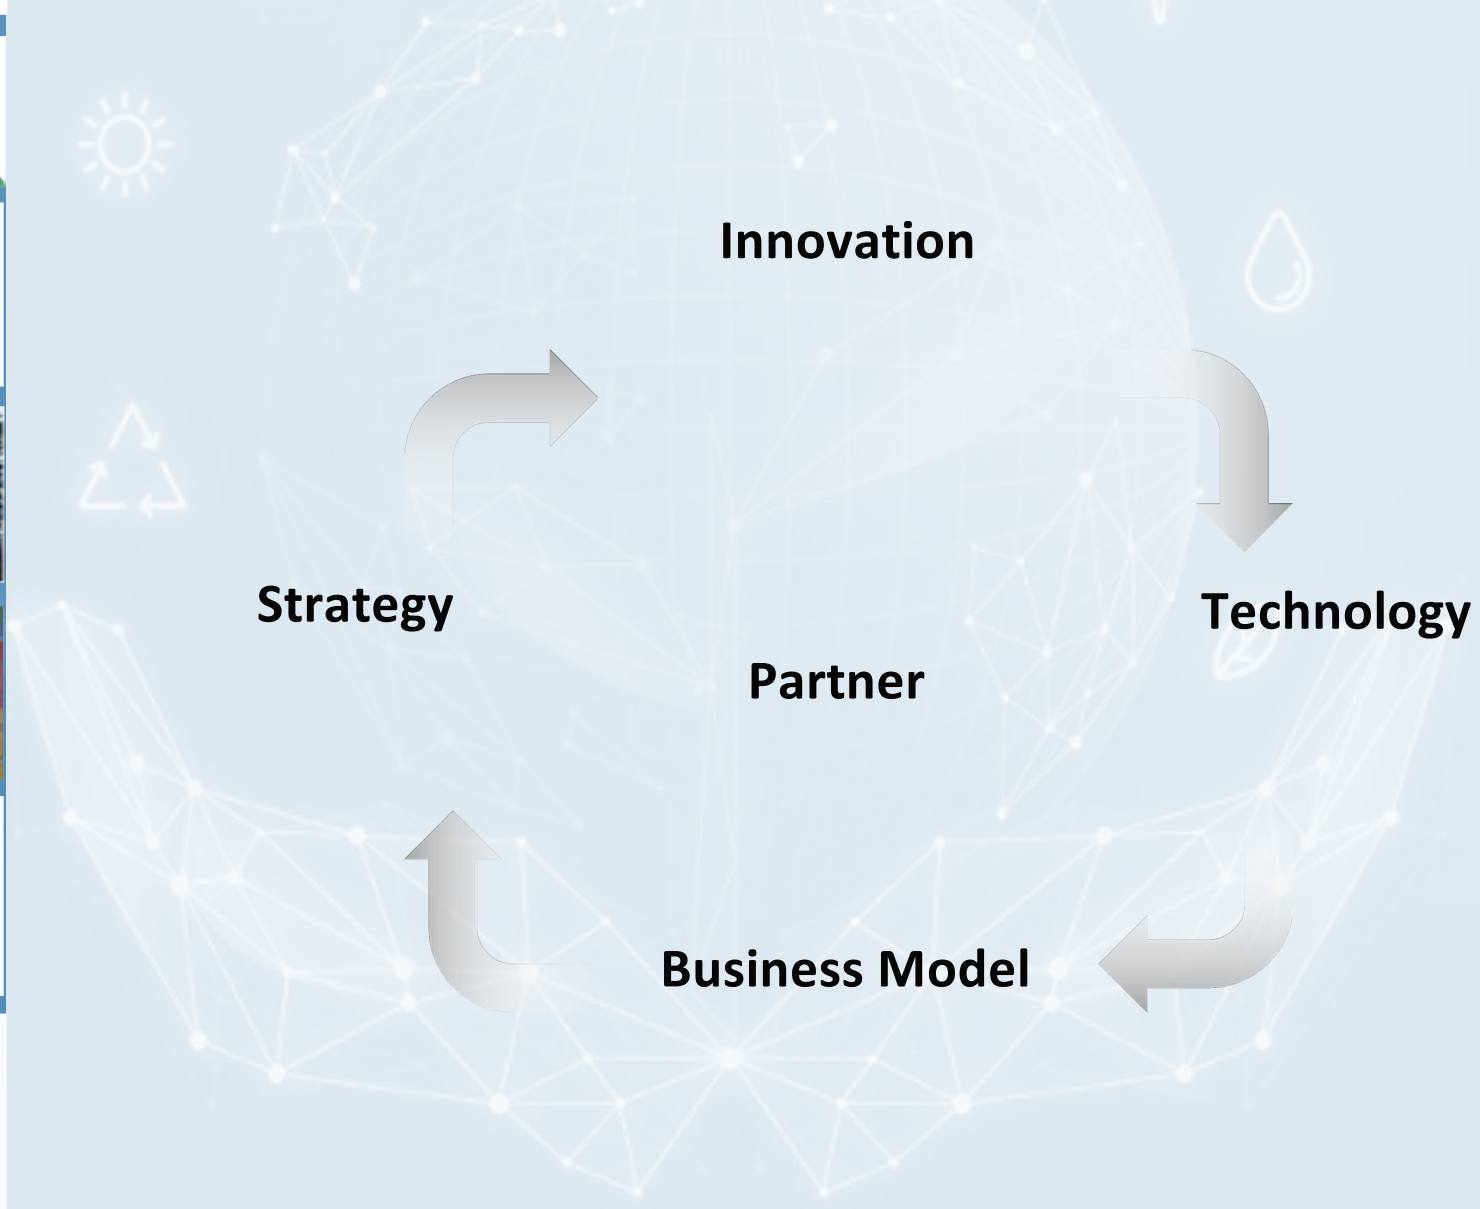 Innovation
Strategy
Technology
Partner
Business Model